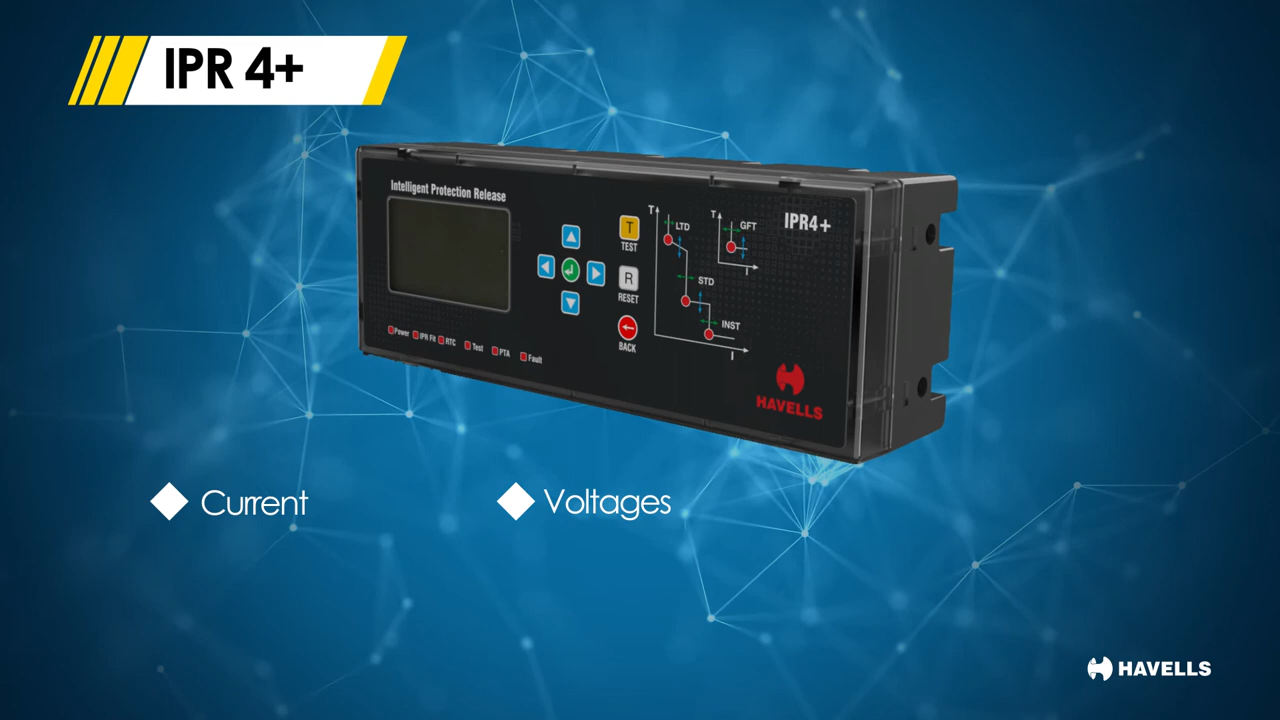 IPR 4+
Intelligent Protection Release
IPR4+
T
TEST
R
RESET
BACK
T
LTD
T
GFT
I
STD
INST
I
Power
IPR Fit
RTC
Test
PTA
Fault
HAVELLS
Current
Voltages
HAVELLS